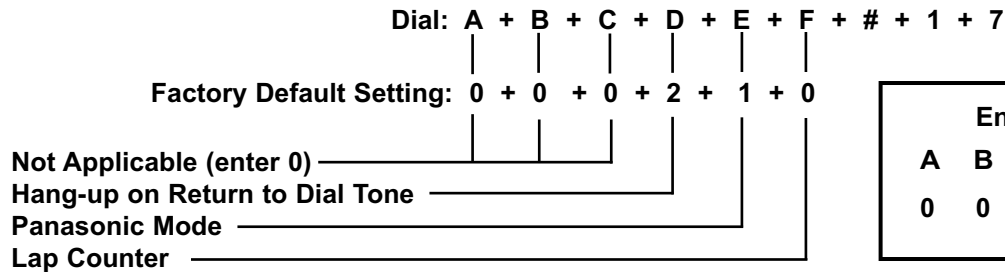 Dial: A + B + C + D + E + F + # + 1 + 7
Factory Default Setting: 0 + 0 + 0 + 2 + 1 + 0
Not Applicable (enter 0)
Hang-up on Return to Dial Tone
Panasonic Mode
Lap Counter
A B
0 0